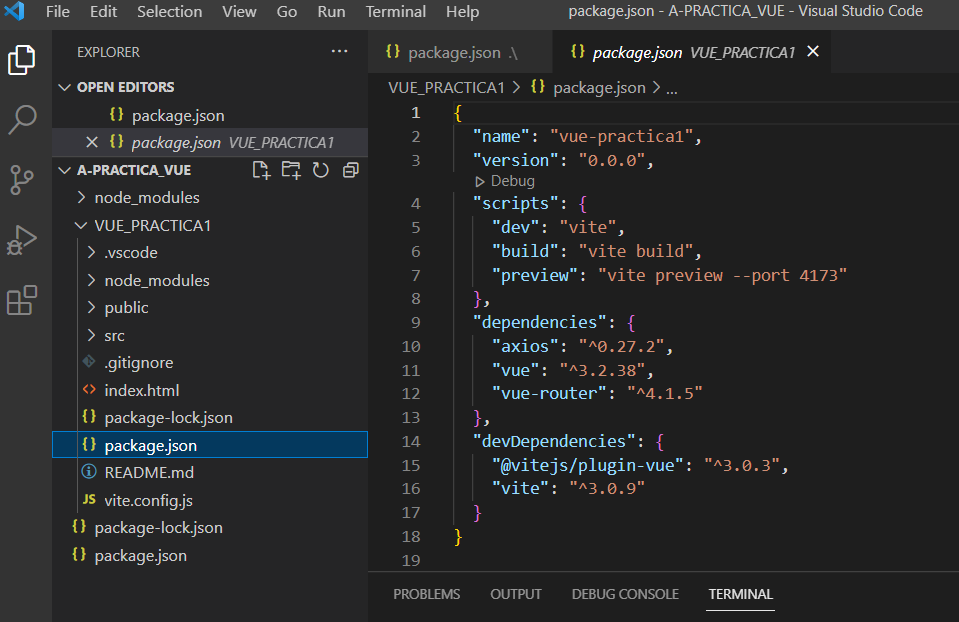 File Edit Selection View Go Run Terminal Help package.json - A-PRACTICA_VUE - Visual Studio Code
EXPLORER ...
OPEN EDITORS
{} package.json
× {} package.json VUE_PRACTICA1
A-PRACTICA_VUE
> node_modules
VUE_PRACTICA1
> .vscode
> node_modules
> public
> src
.gitignore
<> index.html
{} package-lock.json
{} package.json
README.md
JS vite.config.js
{} package-lock.json
{} package.json
{} package.json .\ {} package.json VUE_PRACTICA1 ×
VUE_PRACTICA1 > {} package.json > ...
1 {
2 "name": "vue-practica1",
3 "version": "0.0.0",
Debug
4 "scripts": {
5 "dev": "vite",
6 "build": "vite build",
7 "preview": "vite preview --port 4173"
8 },
9 "dependencies": {
10 "axios": "^0.27.2",
11 "vue": "^3.2.38",
12 "vue-router": "^4.1.5"
13 },
14 "devDependencies": {
15 "@vitejs/plugin-vue": "^3.0.3",
16 "vite": "^3.0.9"
17 }
18 }
19
PROBLEMS OUTPUT DEBUG CONSOLE TERMINAL